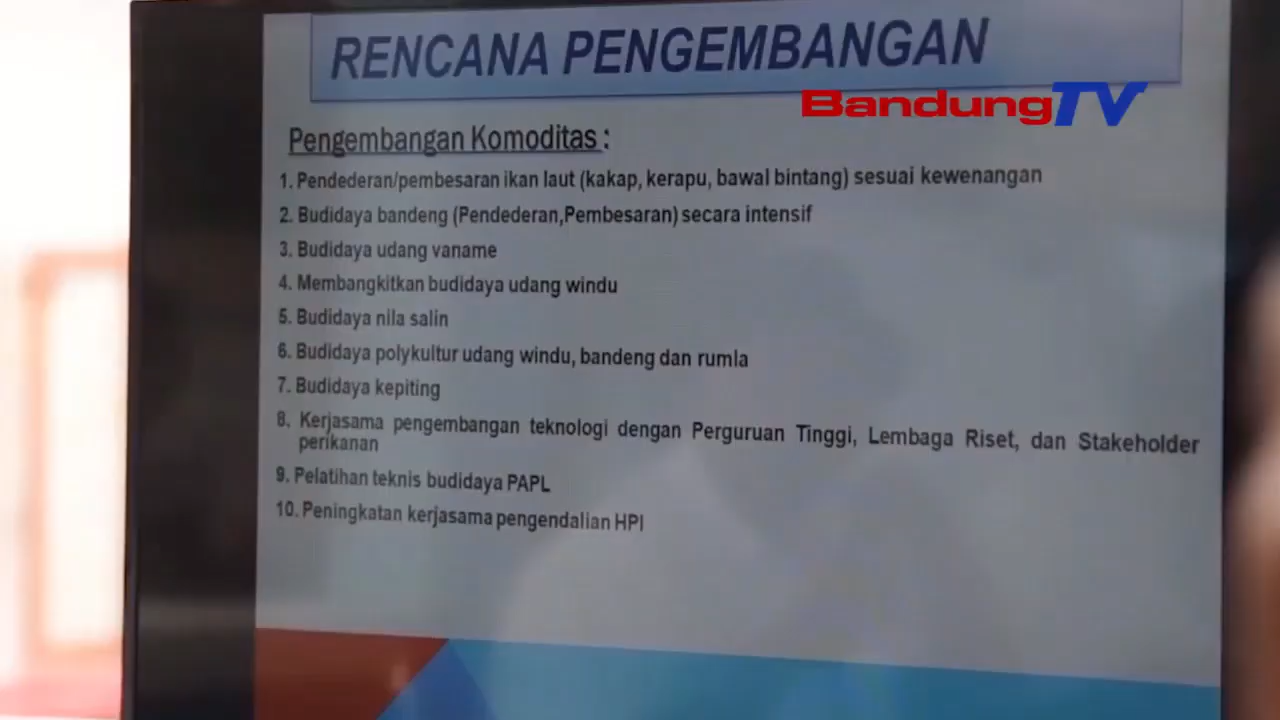 RENCANA PENGEMBANGAN
BandungTV
Pengembangan Komoditas :
1. Pendederan/pembesaran ikan laut (kakap, kerapu, bawal bintang) sesuai kewenangan
2. Budidaya bandeng (Pendederan,Pembesaran) secara intensif
3. Budidaya udang vaname
4. Membangkitkan budidaya udang windu
5. Budidaya nila salin
6. Budidaya polykultur udang windu, bandeng dan rumla
7. Budidaya kepiting
8. Kerjasama pengembangan teknologi dengan Perguruan Tinggi, Lembaga Riset, dan Stakeholder
perikanan
9. Pelatihan teknis budidaya PAPL
10. Peningkatan kerjasama pengendalian HPI